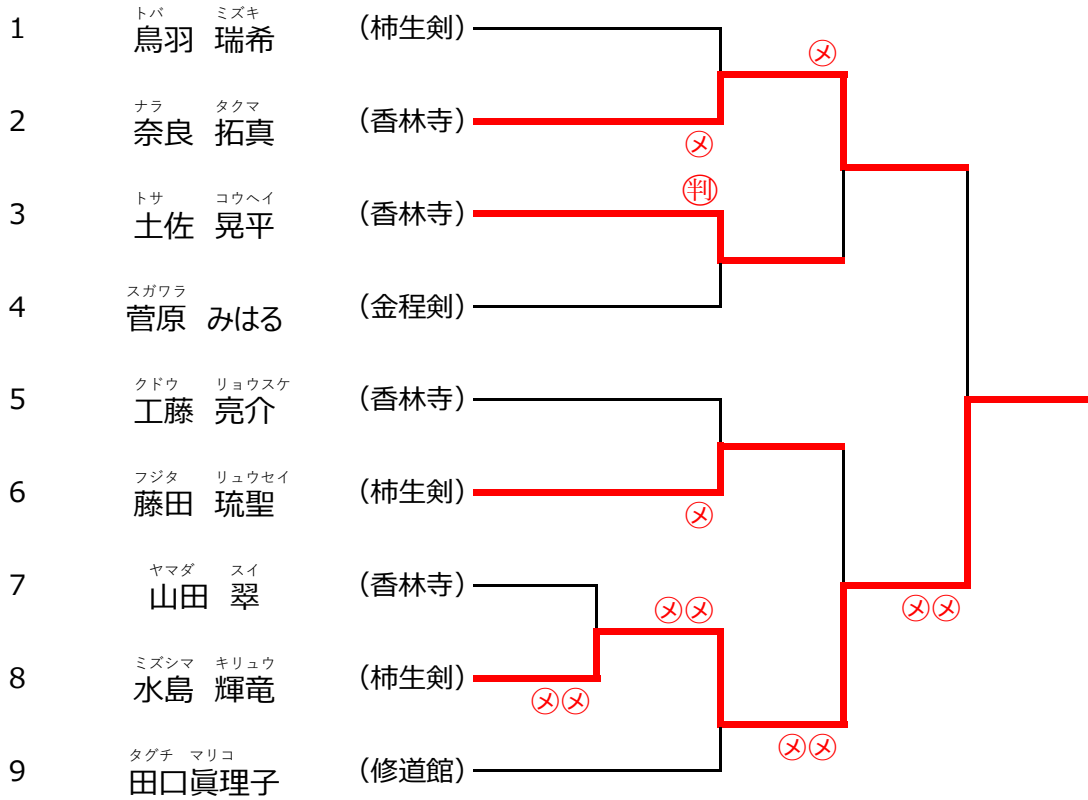 トバ ミズキ
1 鳥羽 瑞希 (柿生剣)
㋱
ナラ タクマ
2 奈良 拓真 (香林寺)
㋱
判
トサ コウヘイ
3 土佐 晃平 (香林寺)
スガワラ
4 菅原 みはる (金程剣)
クドウ リョウスケ
5 工藤 亮介 (香林寺)
フジタ リュウセイ
6 藤田 琉聖 (柿生剣)
㋱
ヤマダ スイ
7 山田 翠 (香林寺)
㋱㋱
㋱㋱
ミズシマ キリュウ
8 水島 輝竜 (柿生剣)
㋱㋱
㋱㋱
タグチ マリコ
9 田口眞理子 (修道館)